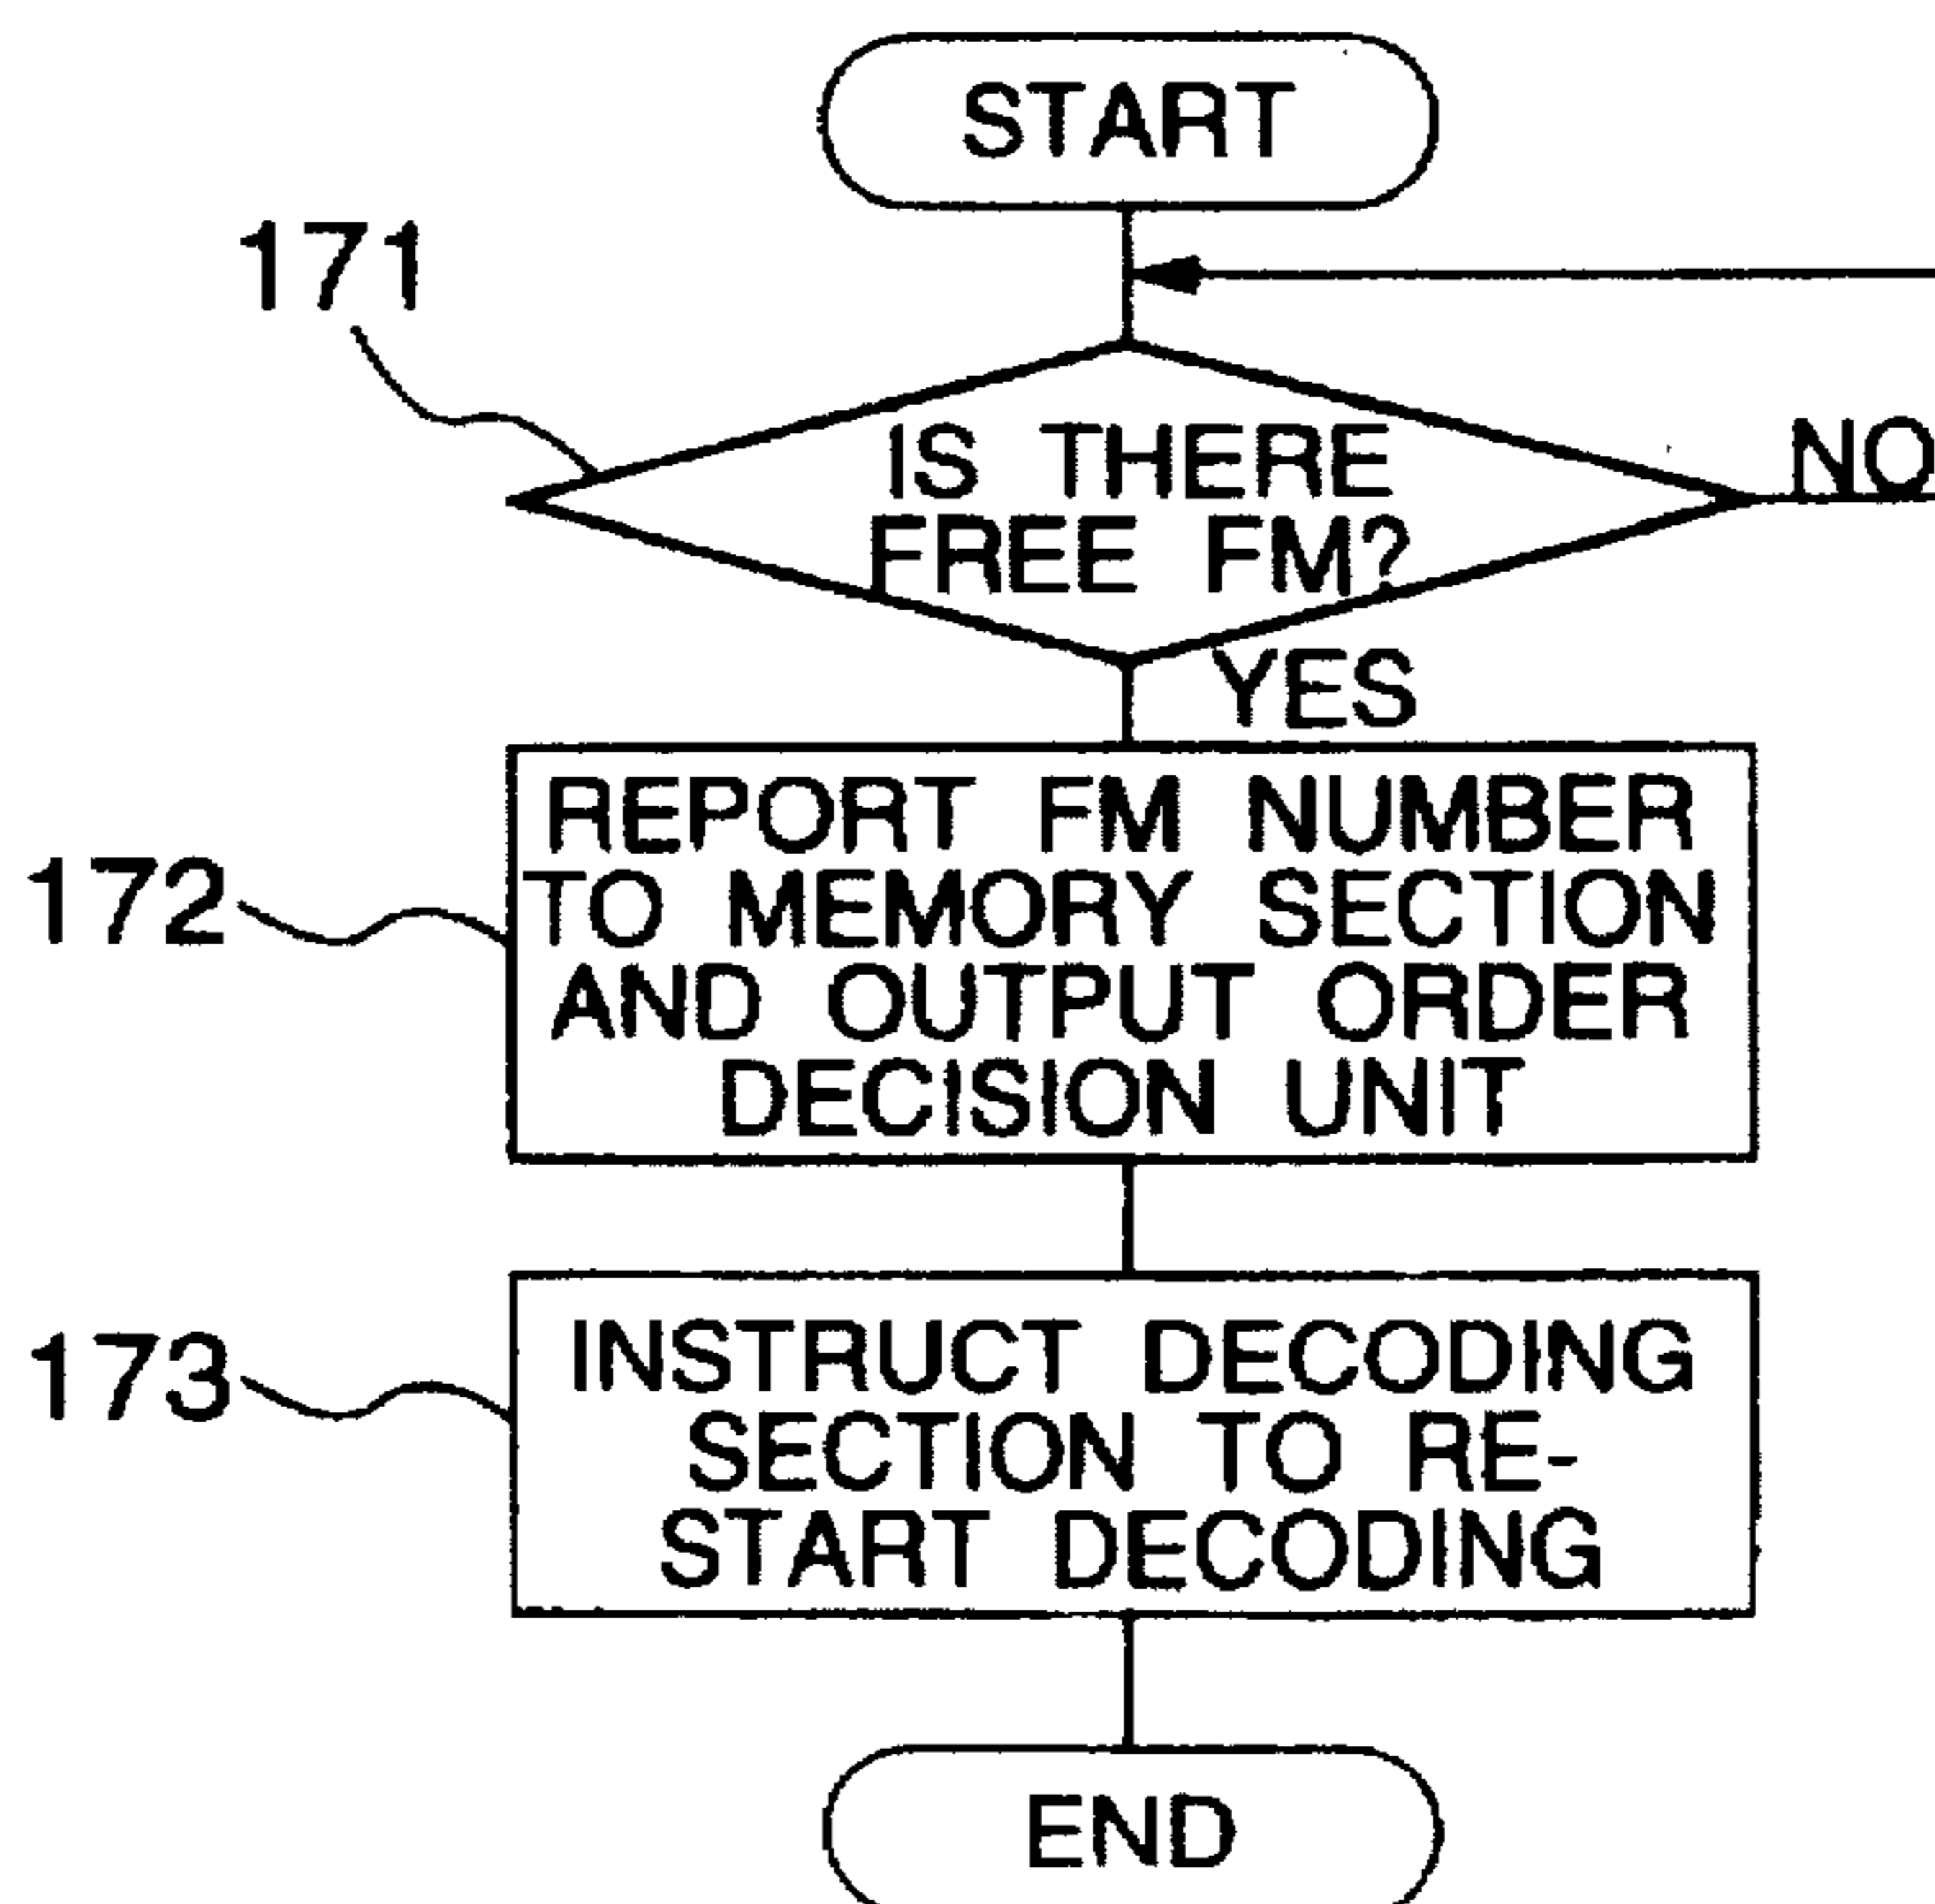 START
171
IS THERE
NO
FREE FM?
YES
REPORT FM NUMBER
172
TO MEMORY SECTION
AND OUTPUT ORDER
DECISION UNIT
173
INSTRUCT DECODING
SECTION TO RE-
START DECODING
END